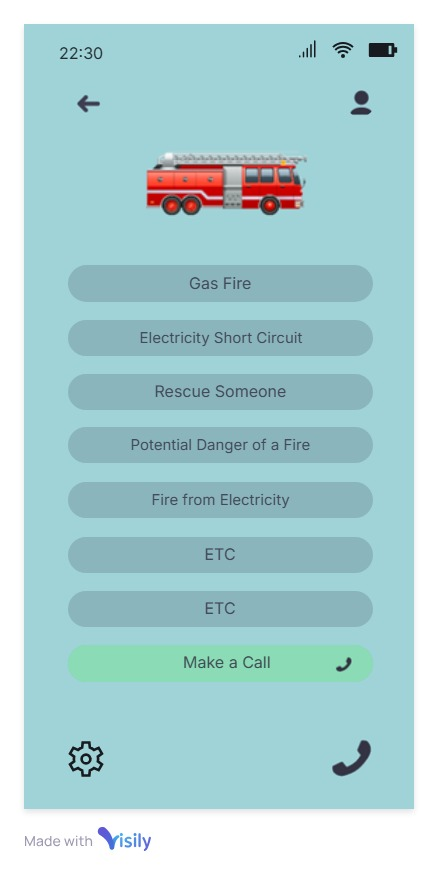 22:30
Gas Fire
Electricity Short Circuit
Rescue Someone
Potential Danger of a Fire
Fire from Electricity
ETC
ETC
Make a Call
Made with Visily